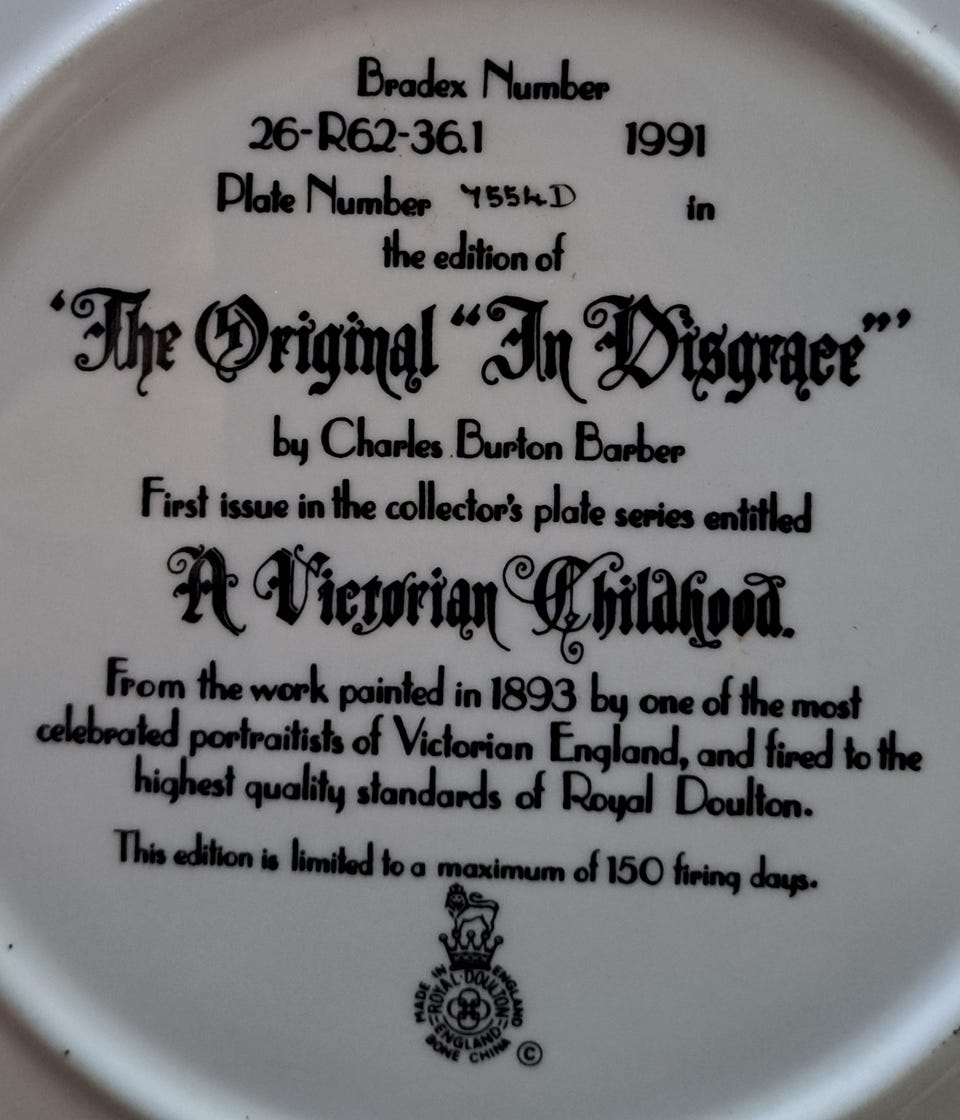 Bradex Number
26-R62-36.1 1991
Plate Number 7554D in
the edition of
'The Original "In Disgrace"'
by Charles Burton Barber
First issue in the collector's plate series entitled
A Victorian Childhood.
From the work painted in 1893 by one of the most
celebrated portraitists of Victorian England, and fired to the
highest quality standards of Royal Doulton.
This edition is limited to a maximum of 150 firing days.
MADE IN ENGLAND
ROYAL·DOULTON
ENGLAND
BONE CHINA
©